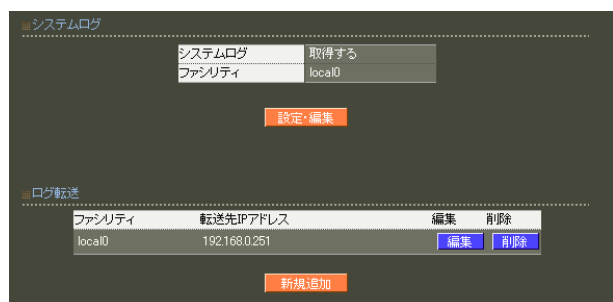 システムログ
システムログ 取得する
ファシリティ local0
設定・編集
ログ転送
ファシリティ 転送先IPアドレス 編集 削除
local0 192.168.0.251 編集 削除
新規追加